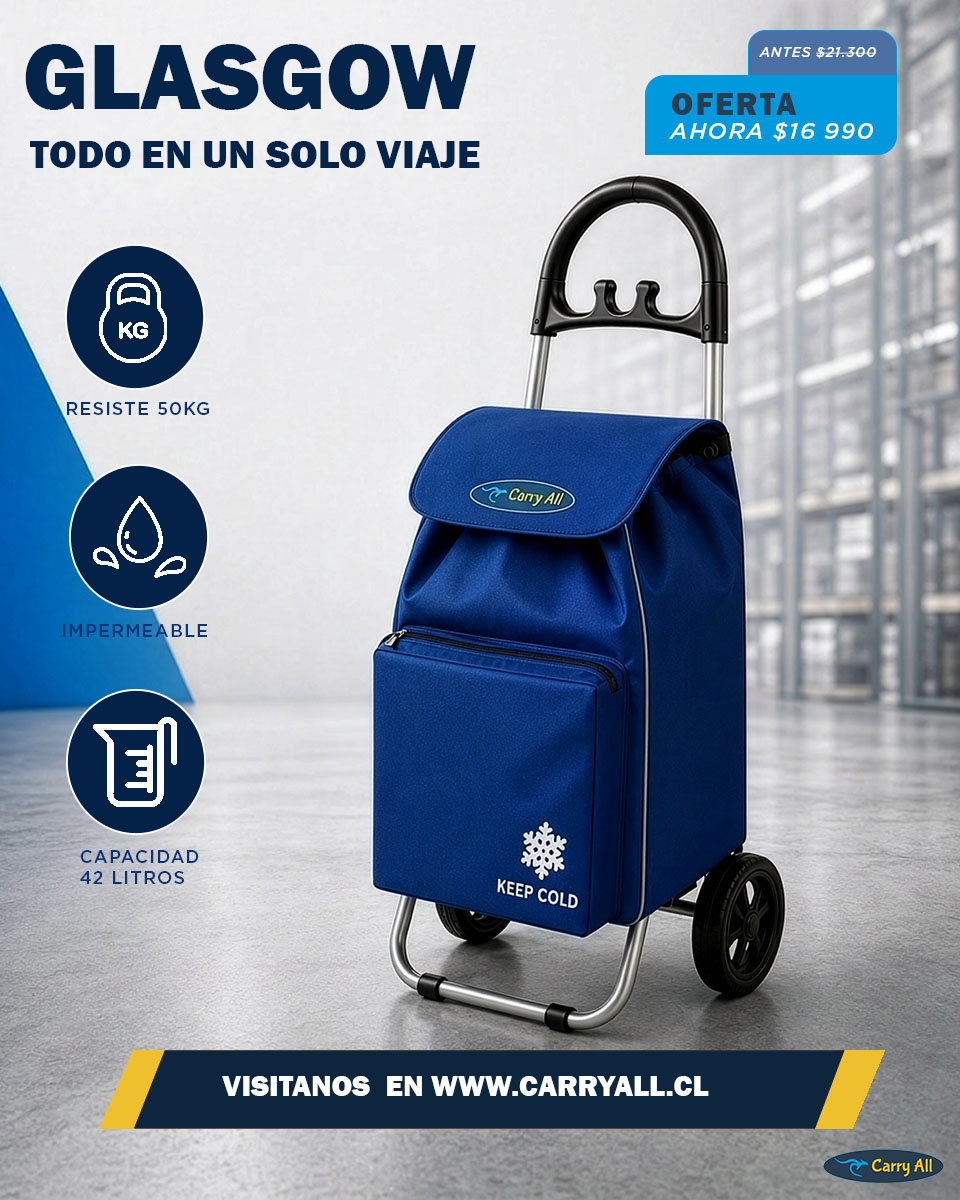 GLASGOW
TODO EN UN SOLO VIAJE
ANTES $21.300
OFERTA
AHORA $16 990
KG
RESISTE 50KG
IMPERMEABLE
CAPACIDAD
42 LITROS
Carry All
KEEP COLD
VISITANOS EN WWW.CARRYALL.CL
Carry All